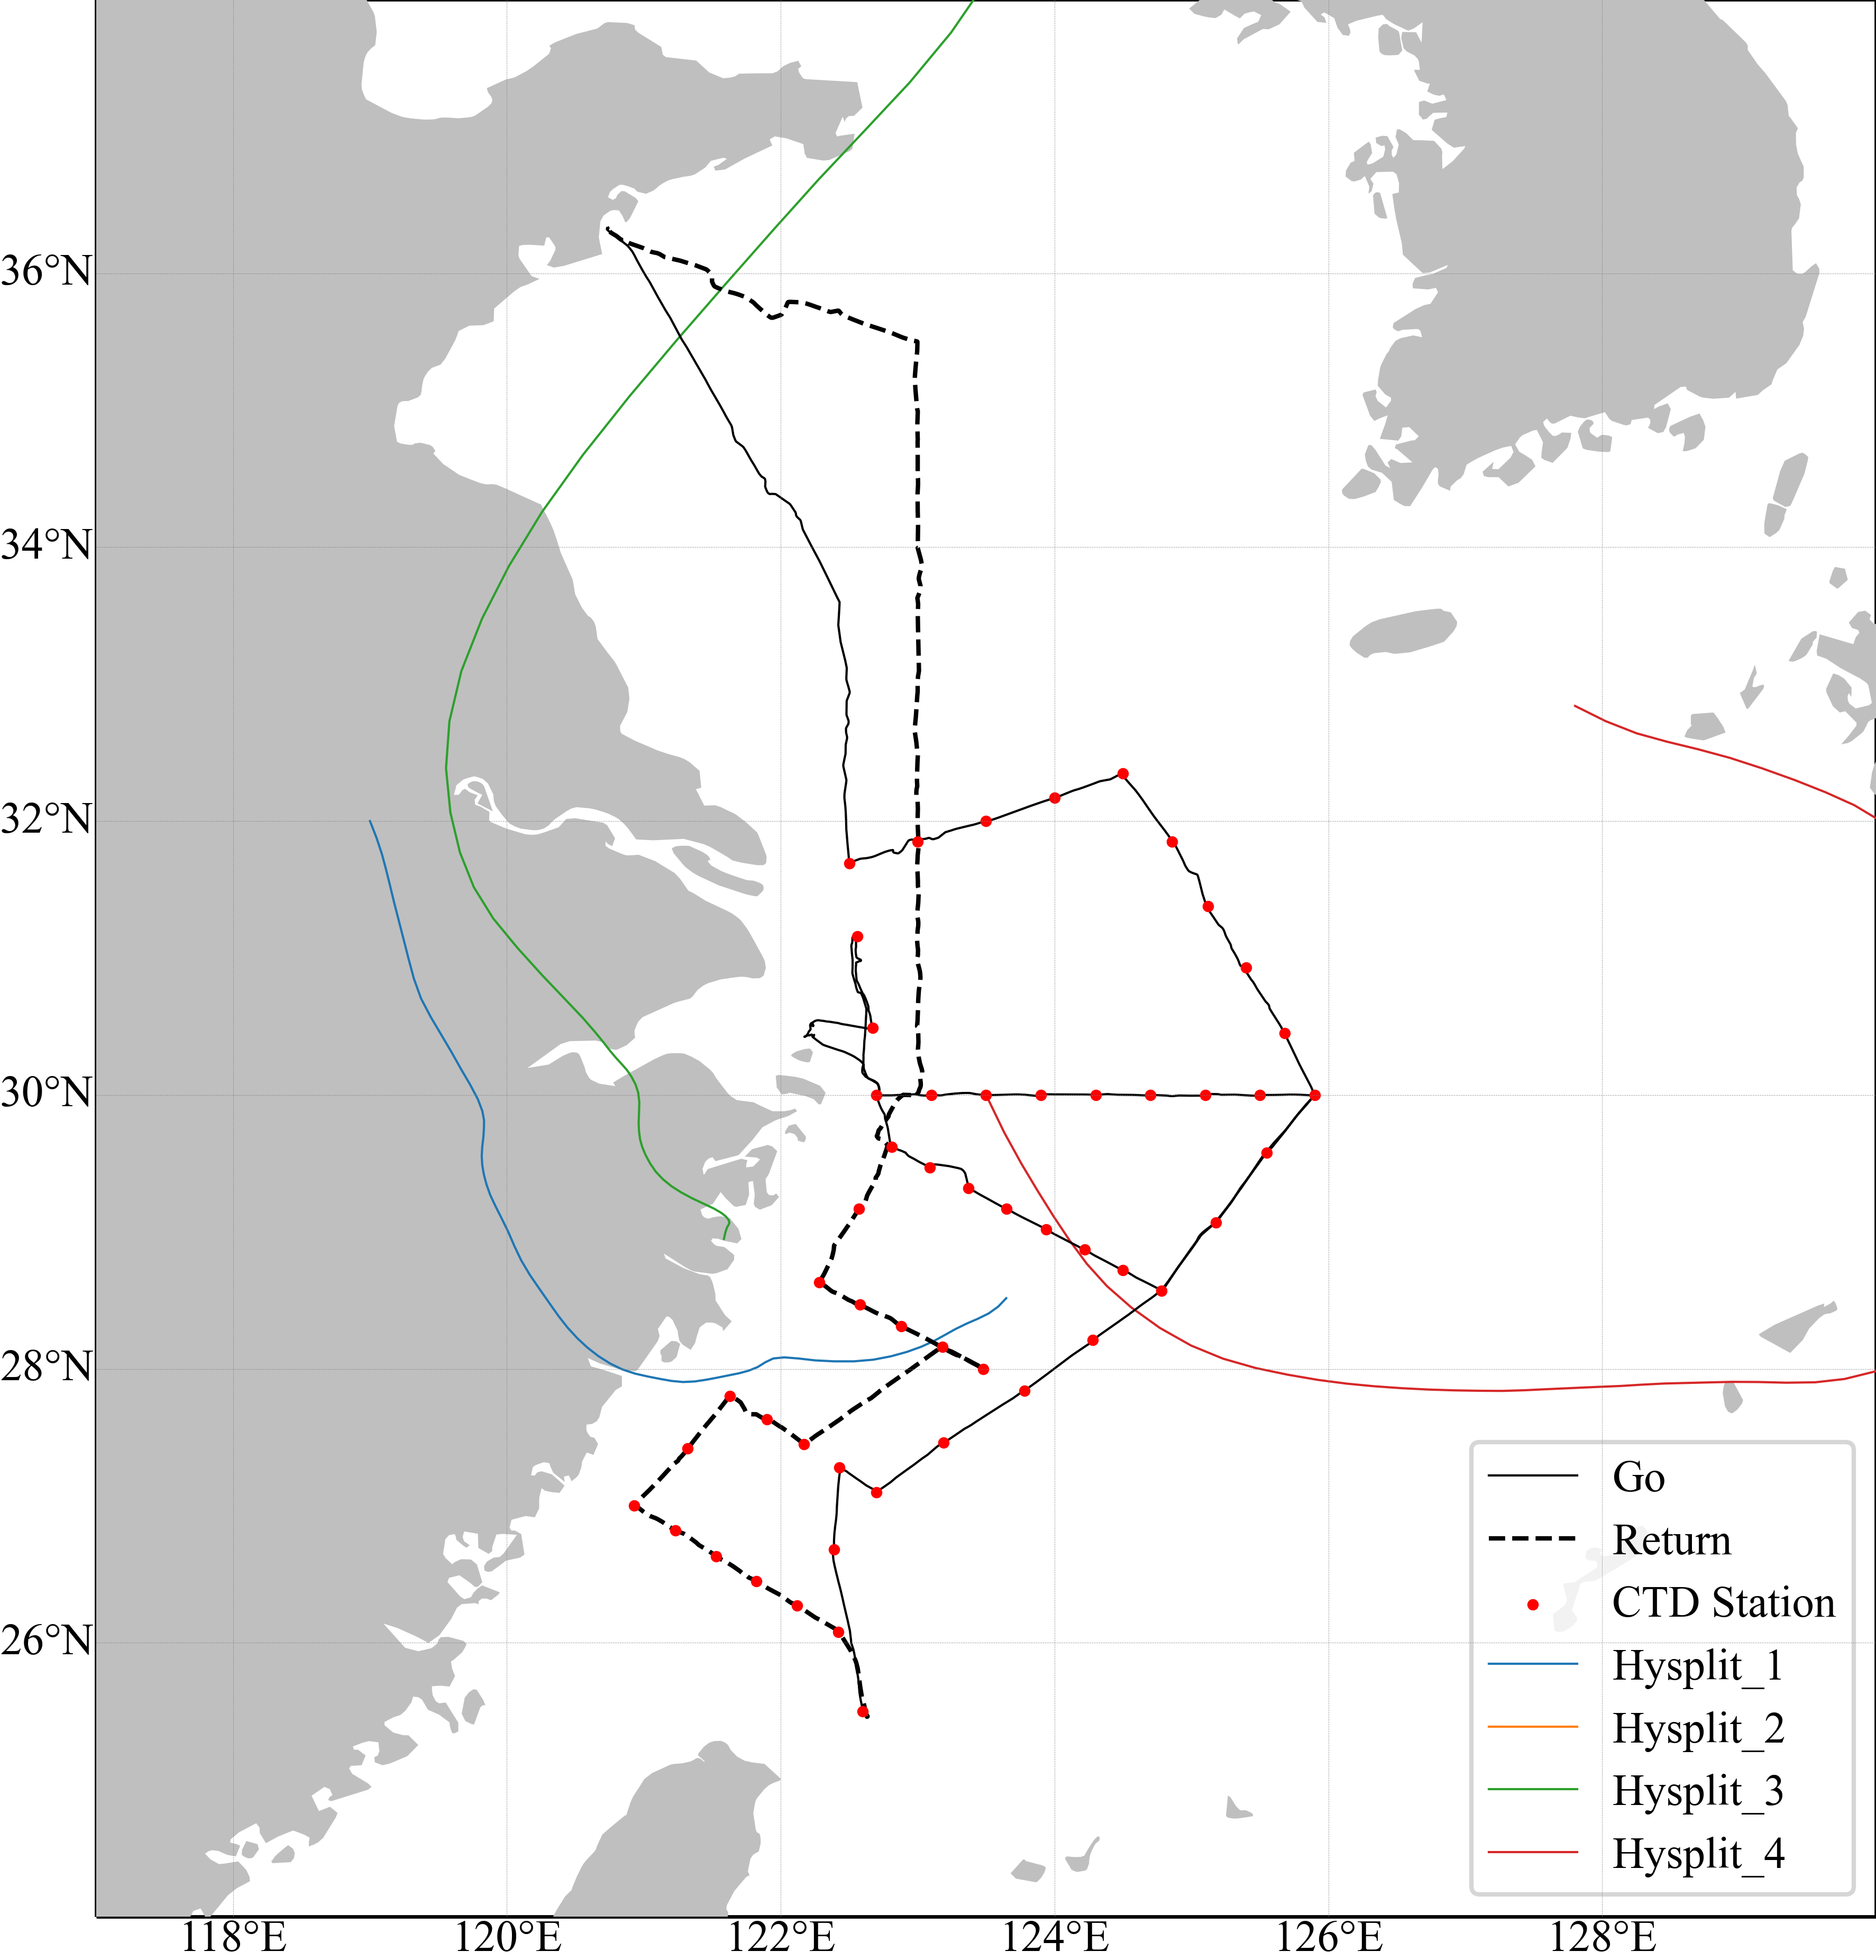 36°N
34°N
32°N
30°N
28°N
26°N
Go
Return
CTD Station
Hysplit_1
Hysplit_2
Hysplit_3
Hysplit_4
118°E
120°E
122°E
124°E
126°E
128°E